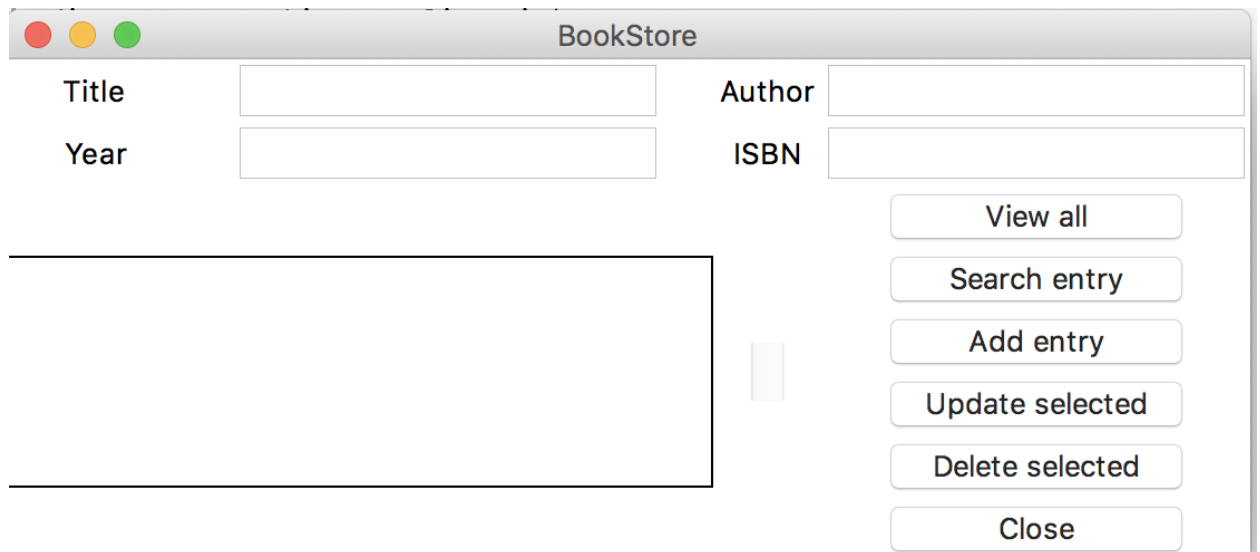 BookStore
Title Author
Year ISBN
View all
Search entry
Add entry
Update selected
Delete selected
Close